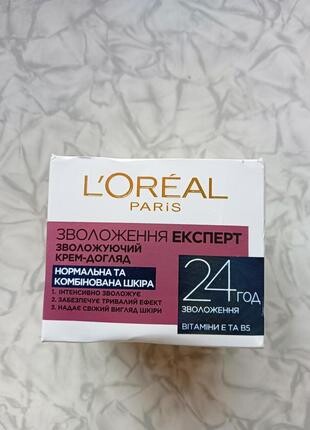 L'ORÉAL
PARIS
ЗВОЛОЖЕННЯ ЕКСПЕРТ
ЗВОЛОЖУЮЧИЙ
КРЕМ-ДОГЛЯД
НОРМАЛЬНА ТА
КОМБІНОВАНА ШКІРА
1. ІНТЕНСИВНО ЗВОЛОЖУЄ
2. ЗАБЕЗПЕЧУЄ ТРИВАЛИЙ ЕФЕКТ
3. НАДАЄ СВІЖИЙ ВИГЛЯД ШКІРИ
24 ГОД
ЗВОЛОЖЕННЯ
ВІТАМІНИ Е ТА В5